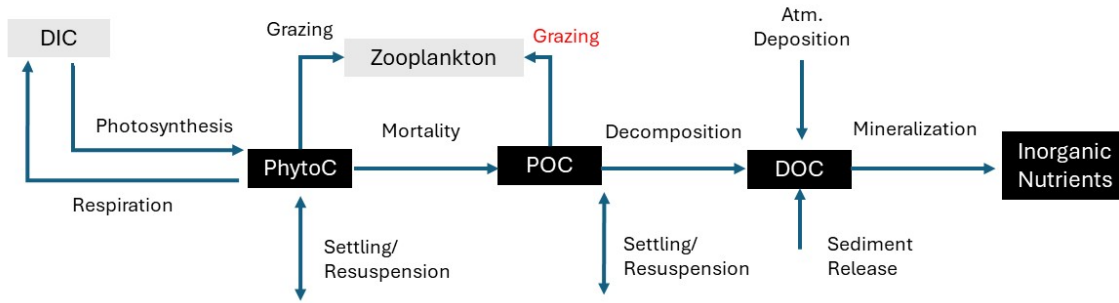 DIC
Grazing
Zooplankton
Grazing
Atm.
Deposition
Photosynthesis
Mortality
Decomposition
Mineralization
PhytoC
POC
DOC
Inorganic
Nutrients
Respiration
Settling/
Resuspension
Settling/
Resuspension
Sediment
Release